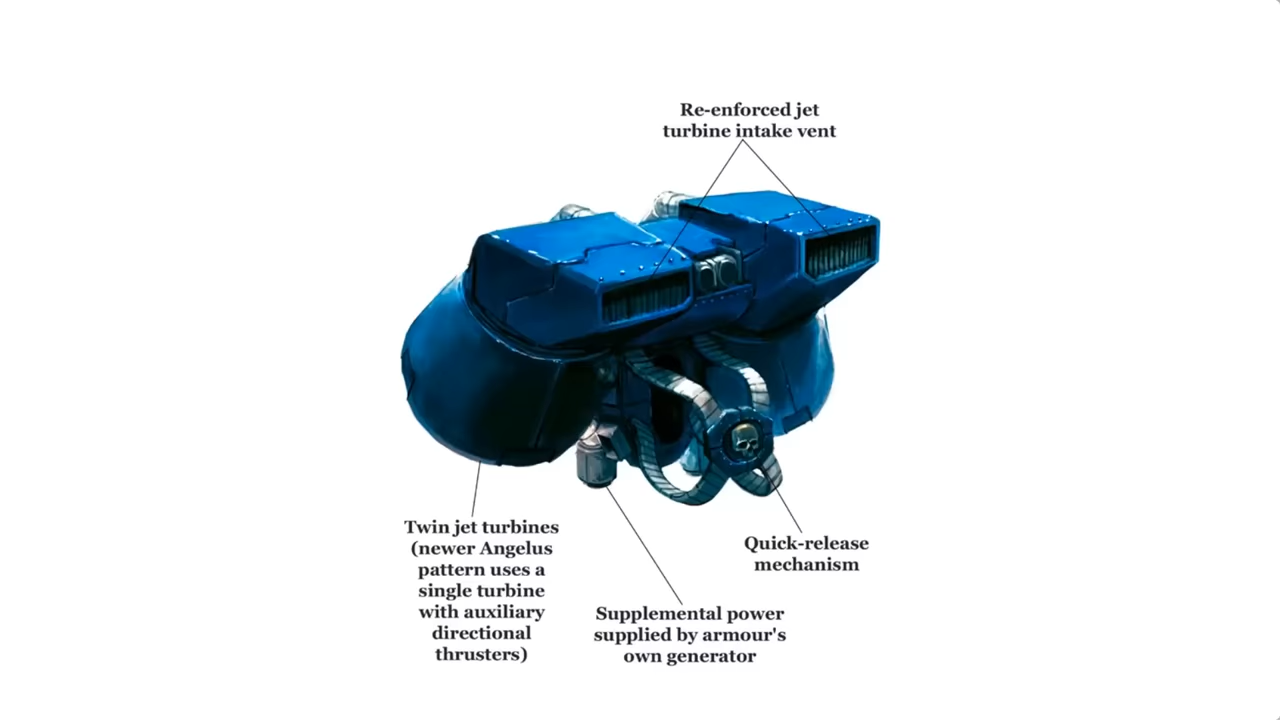 Re-enforced jet
turbine intake vent
Twin jet turbines
(newer Angelus
pattern uses a
single turbine
with auxiliary
directional
thrusters)
Supplemental power
supplied by armour's
own generator
Quick-release
mechanism